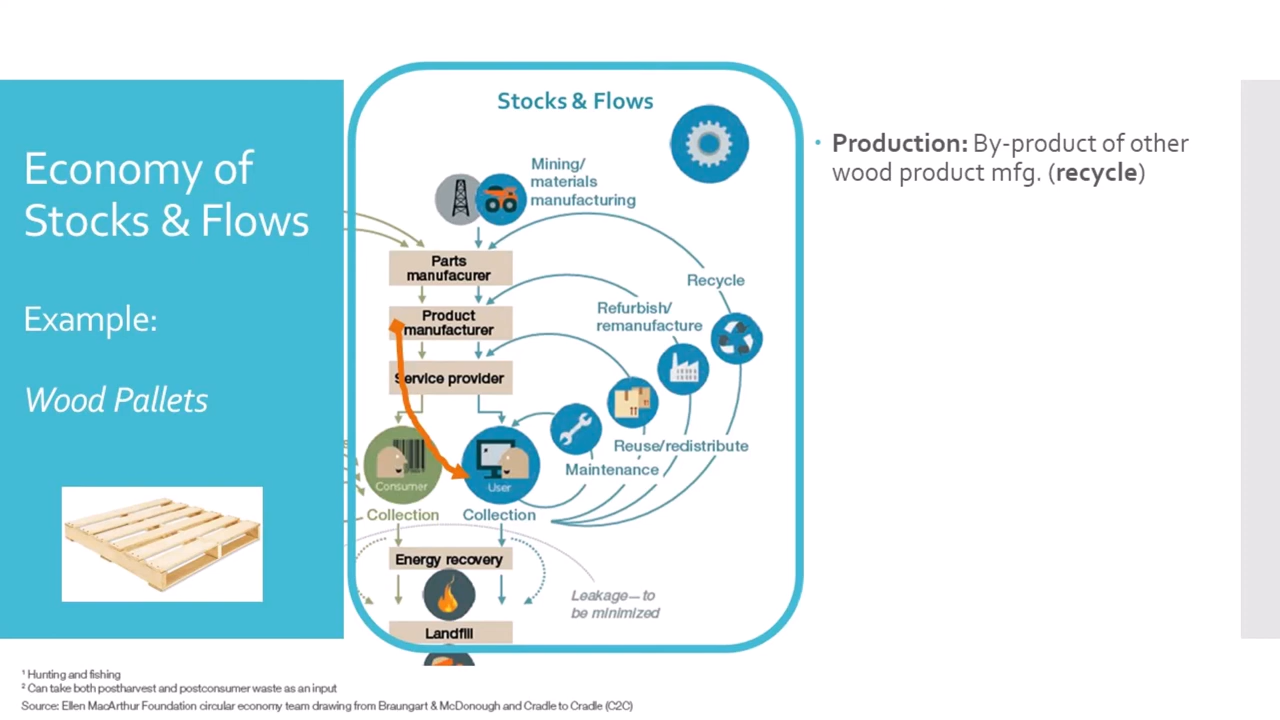 Economy of
Stocks & Flows
Example:
Wood Pallets
Stocks & Flows
Mining/
materials
manufacturing
Parts
manufacurer
Recycle
Refurbish/
remanufacture
Product
manufacturer
Service provider
Reuse/redistribute
Maintenance
Consumer
User
Collection
Collection
Energy recovery
Leakage—to
be minimized
Landfill
• Production: By-product of other
wood product mfg. (recycle)
¹ Hunting and fishing
² Can take both postharvest and postconsumer waste as an input
Source: Ellen MacArthur Foundation circular economy team drawing from Braungart & McDonough and Cradle to Cradle (C2C)